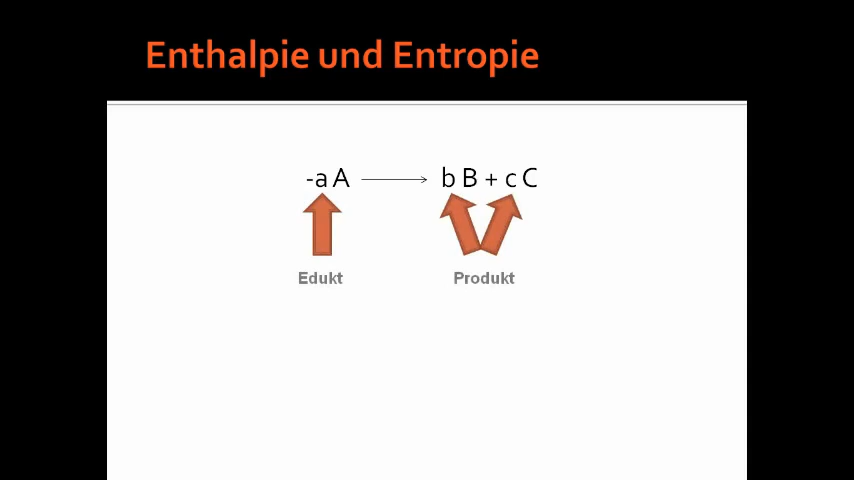 Enthalpie und Entropie
-a A → b B + c C
Edukt Produkt